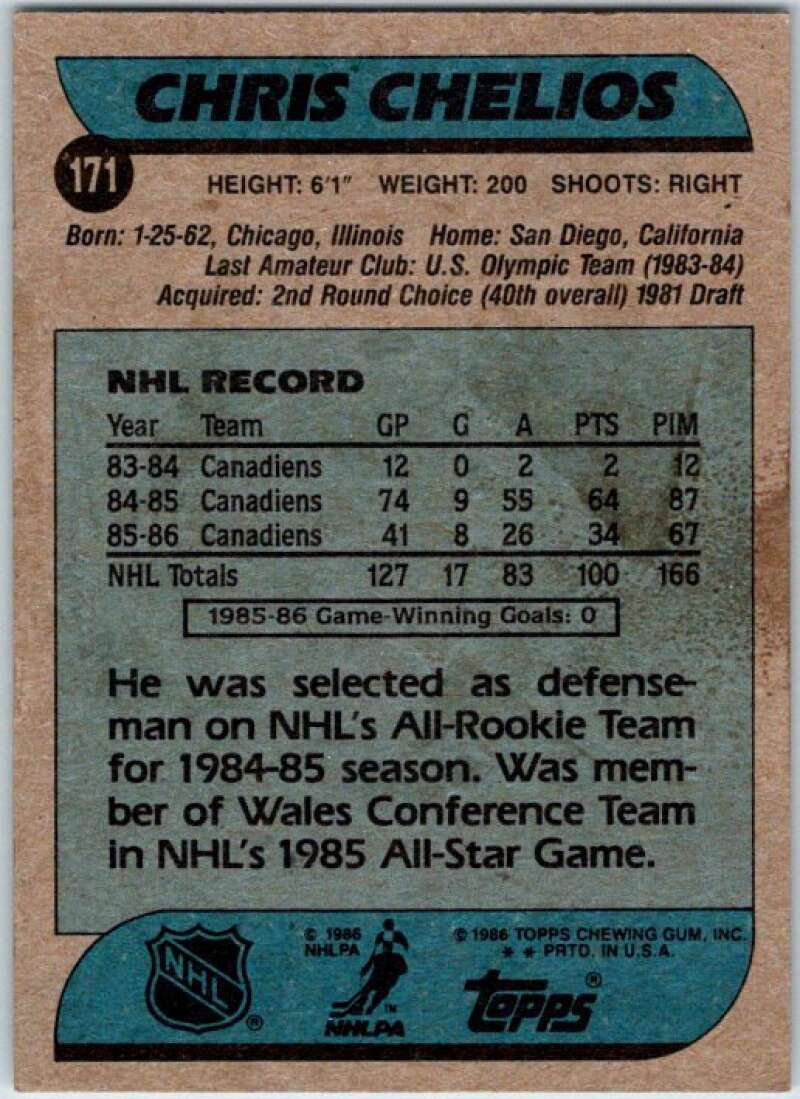 CHRIS CHELIOS
171
HEIGHT: 6'1" WEIGHT: 200 SHOOTS: RIGHT
Born: 1-25-62, Chicago, Illinois Home: San Diego, California
Last Amateur Club: U.S. Olympic Team (1983-84)
Acquired: 2nd Round Choice (40th overall) 1981 Draft
NHL RECORD
Year Team GP G A PTS PIM
83-84 Canadiens 12 0 2 2 12
84-85 Canadiens 74 9 55 64 87
85-86 Canadiens 41 8 26 34 67
NHL Totals 127 17 83 100 166
1985-86 Game-Winning Goals: 0
He was selected as defense-
man on NHL's All-Rookie Team
for 1984-85 season. Was mem-
ber of Wales Conference Team
in NHL's 1985 All-Star Game.
NHL ®
© 1986
NHLPA
NHLPA ™
© 1986 TOPPS CHEWING GUM, INC.
* * PRTD. IN U.S.A.
topps ®